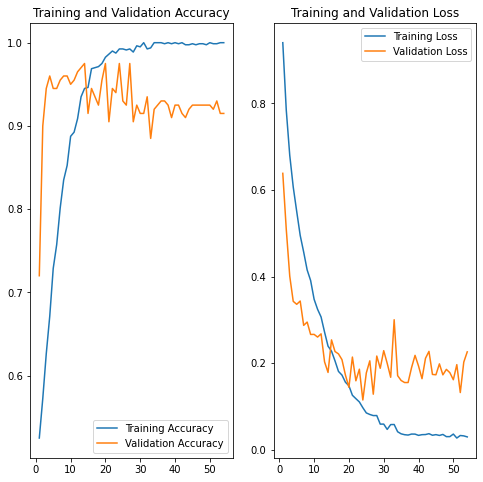 Training and Validation Accuracy
1.0
0.9
0.8
0.7
0.6
0 10 20 30 40 50
Training Accuracy
Validation Accuracy
Training and Validation Loss
0.8
0.6
0.4
0.2
0.0
0 10 20 30 40 50
Training Loss
Validation Loss